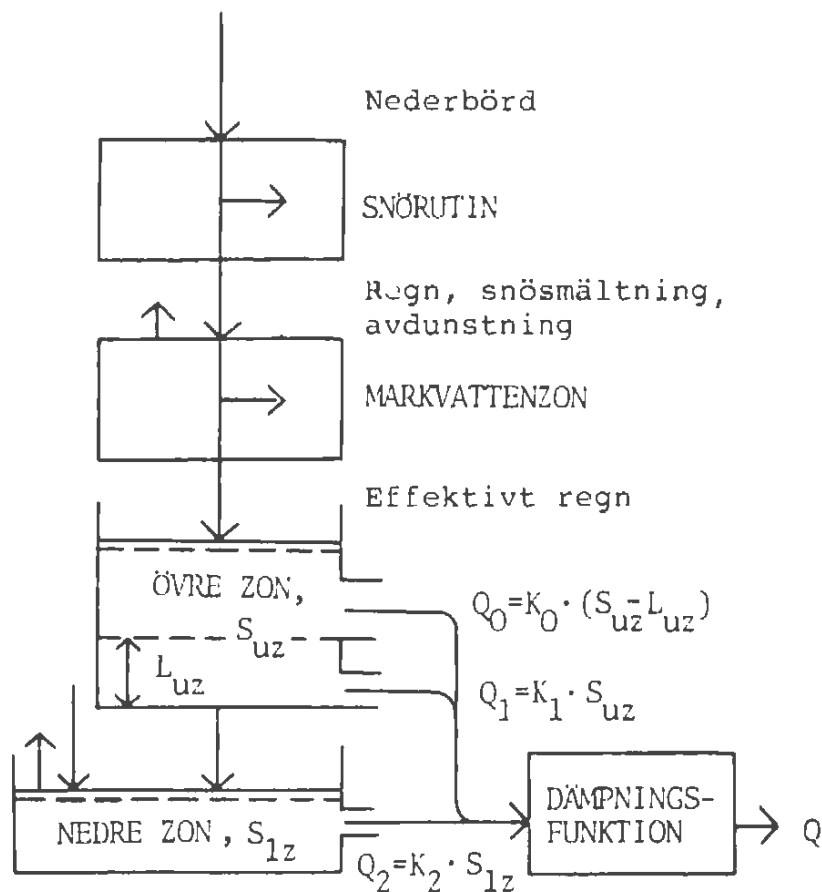 Nederbörd
SNÖRUTIN
Regn, snösmältning,
avdunstning
MARKVATTENZON
Effektivt regn
ÖVRE ZON,
S_uz
L_uz
Q_0=K_0·(S_uz-L_uz)
Q_1=K_1·S_uz
NEDRE ZON, S_lz
Q_2=K_2·S_lz
DÄMPNINGS-
FUNKTION
Q